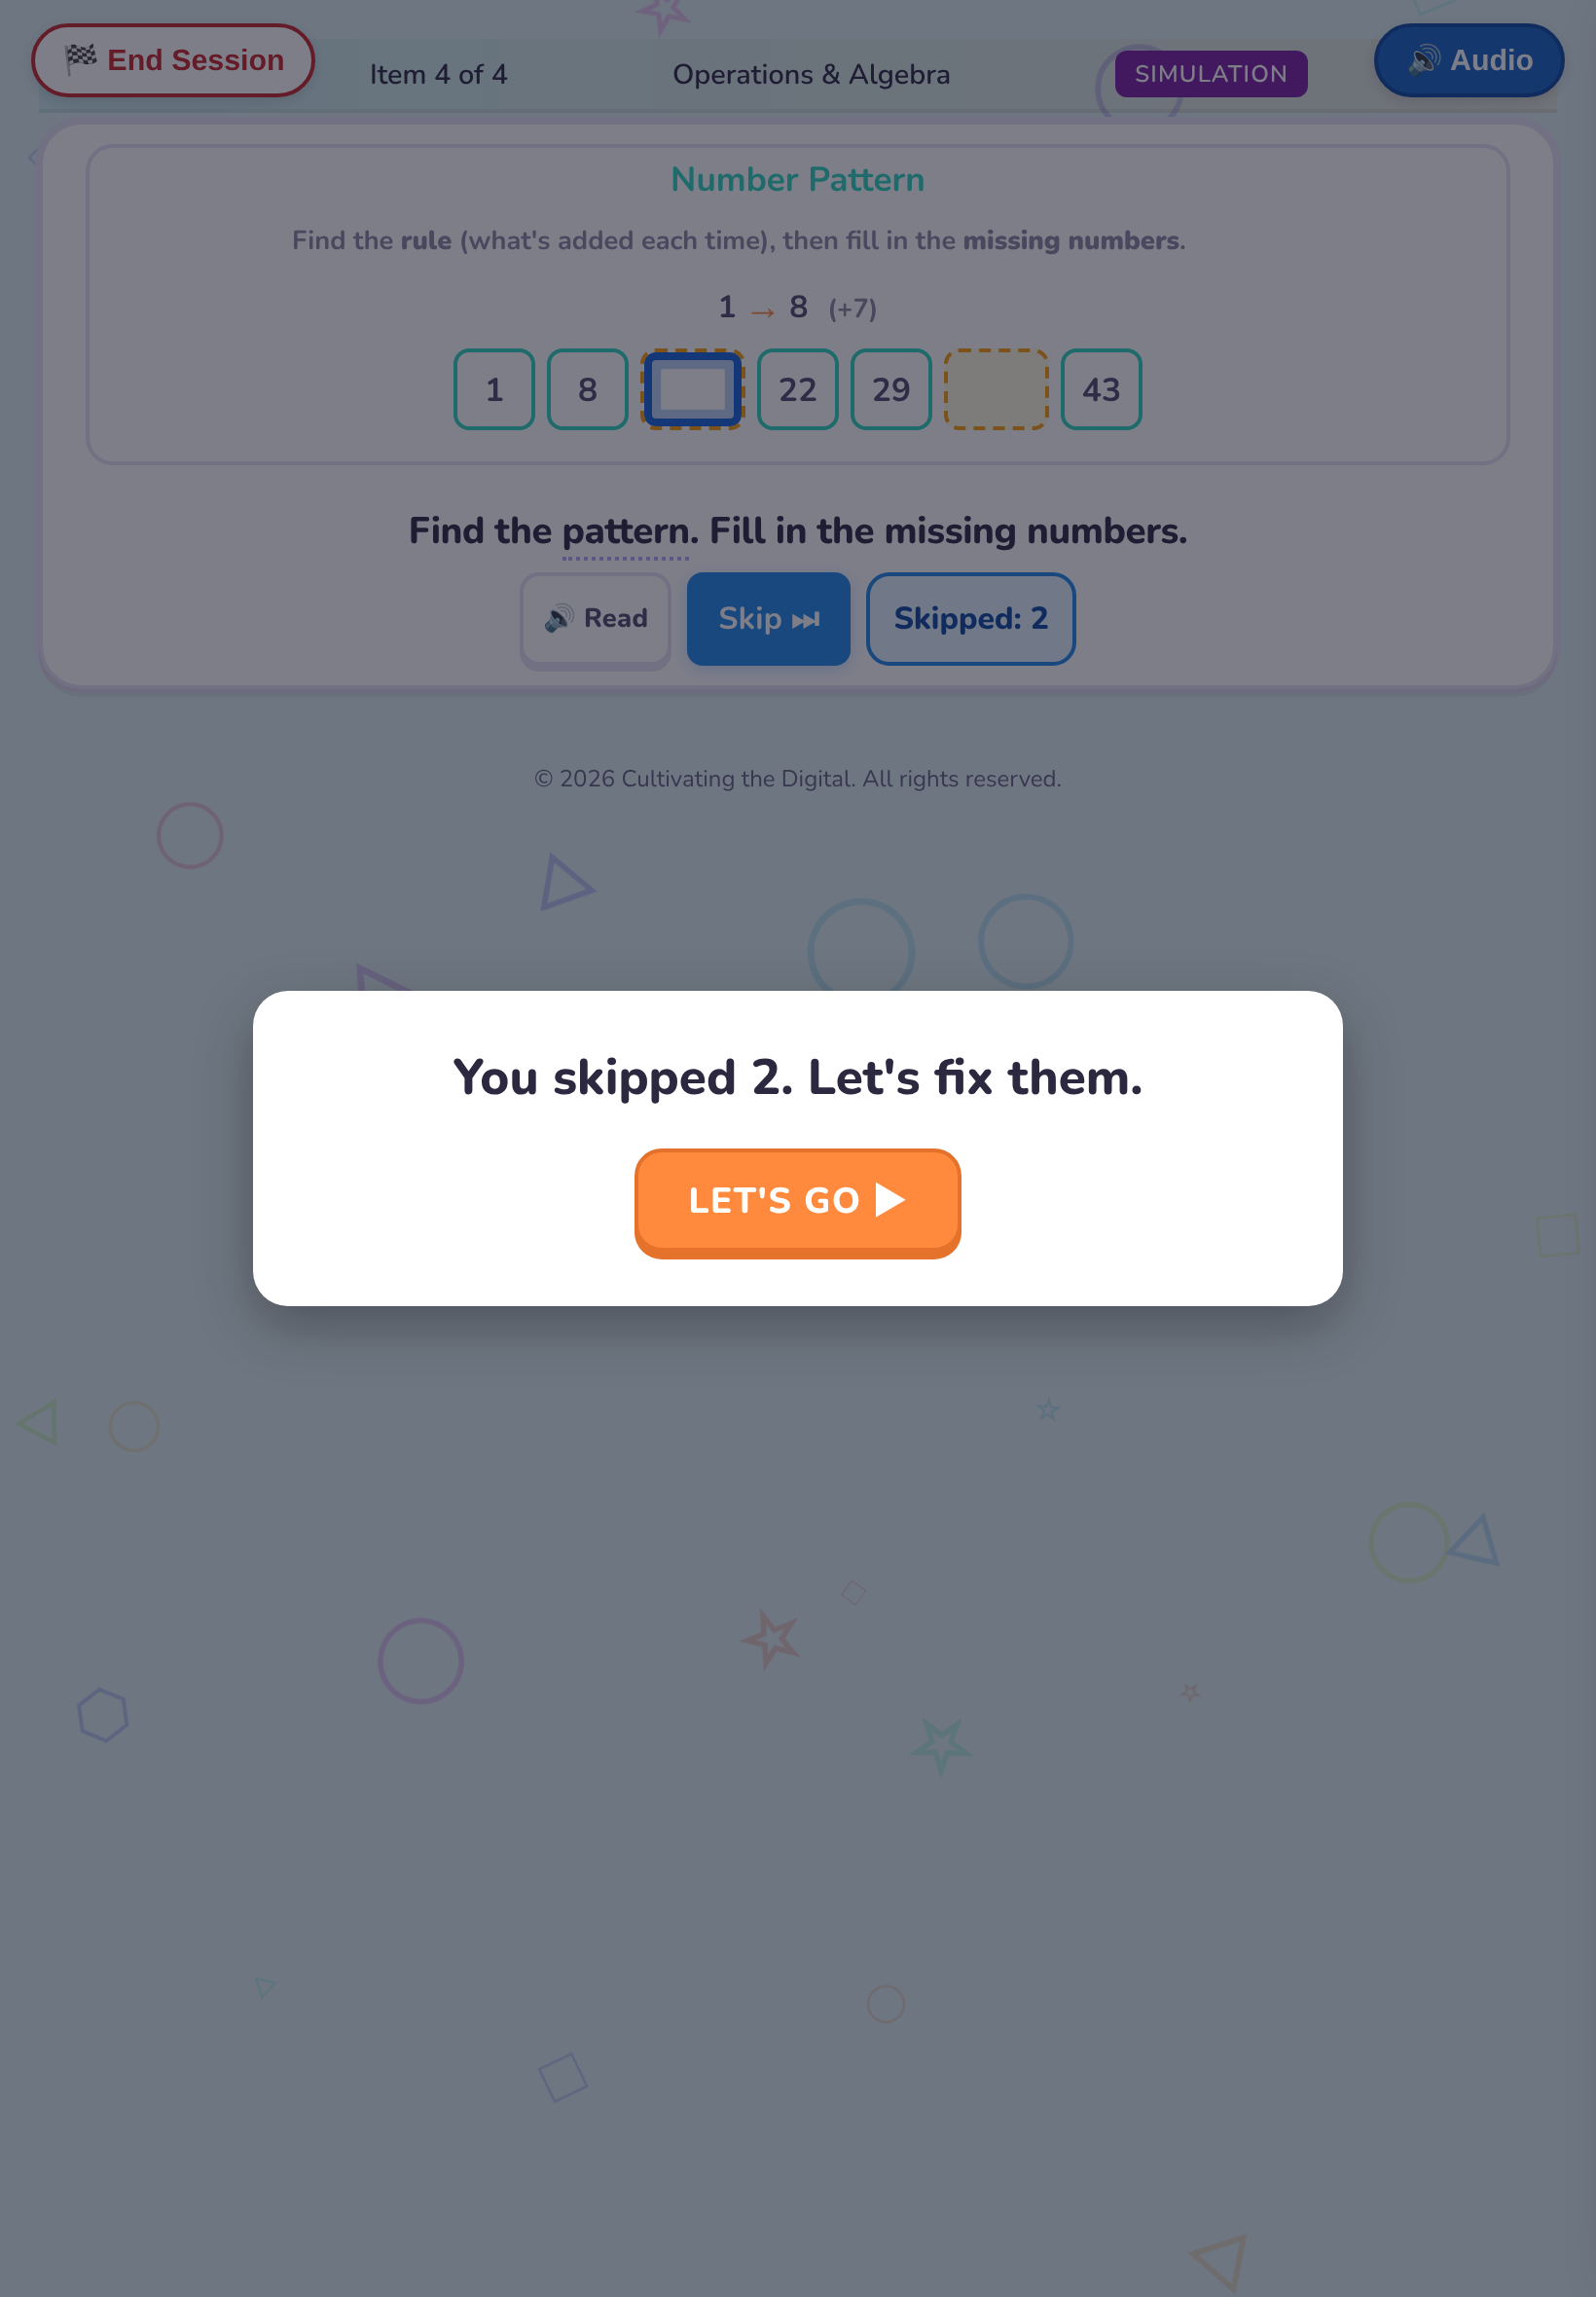 🏁 End Session
Item 4 of 4
Operations & Algebra
SIMULATION
🔊 Audio
Number Pattern
Find the rule (what's added each time), then fill in the missing numbers.
1 → 8 (+7)
1 8 22 29 43
Find the pattern. Fill in the missing numbers.
🔊 Read
Skip ⏭
Skipped: 2
© 2026 Cultivating the Digital. All rights reserved.
You skipped 2. Let's fix them.
LET'S GO ▶